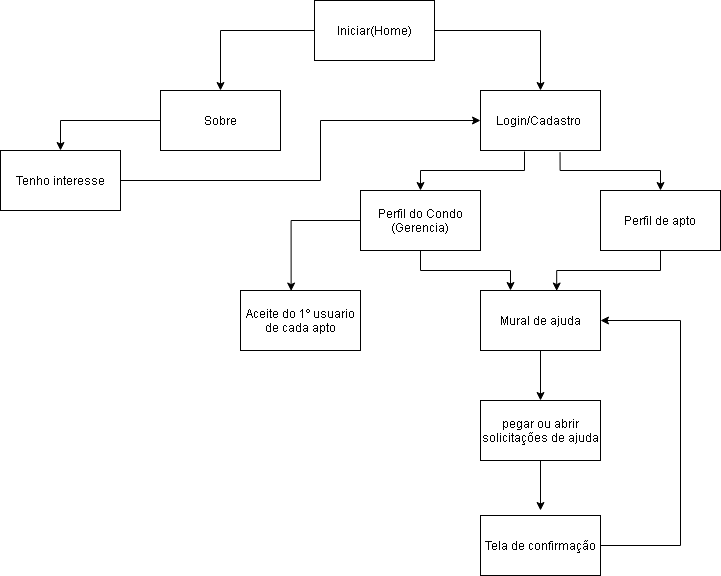 Iniciar(Home)
Sobre
Login/Cadastro
Tenho interesse
Perfil do Condo
(Gerencia)
Perfil de apto
Aceite do 1º usuario
de cada apto
Mural de ajuda
pegar ou abrir
solicitações de ajuda
Tela de confirmação